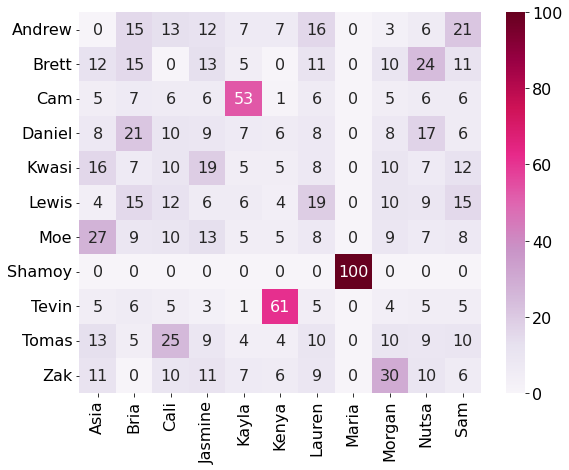 Andrew 0 15 13 12 7 7 16 0 3 6 21
Brett 12 15 0 13 5 0 11 0 10 24 11
Cam 5 7 6 6 53 1 6 0 5 6 6
Daniel 8 21 10 9 7 6 8 0 8 17 6
Kwasi 16 7 10 19 5 5 8 0 10 7 12
Lewis 4 15 12 6 6 4 19 0 10 9 15
Moe 27 9 10 13 5 5 8 0 9 7 8
Shamoy 0 0 0 0 0 0 0 100 0 0 0
Tevin 5 6 5 3 1 61 5 0 4 5 5
Tomas 13 5 25 9 4 4 10 0 10 9 10
Zak 11 0 10 11 7 6 9 0 30 10 6
Asia Bria Cali Jasmine Kayla Kenya Lauren Maria Morgan Nutsa Sam
100
80
60
40
20
0